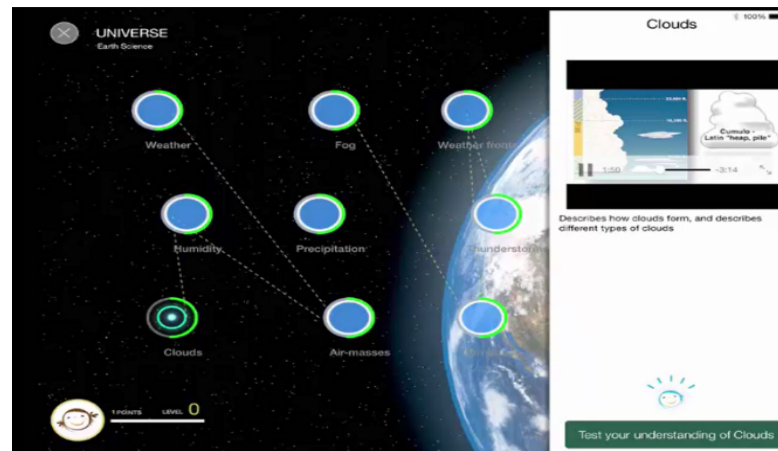 UNIVERSE
Earth Science
Clouds
100%
Weather
Fog
Weather fronts
Cumulo -
Latin "heap, pile"
1:50
-3:14
Describes how clouds form, and describes
different types of clouds
Humidity
Precipitation
Thunderstorms
Clouds
Air-masses
1 POINTS
LEVEL 0
Test your understanding of Clouds